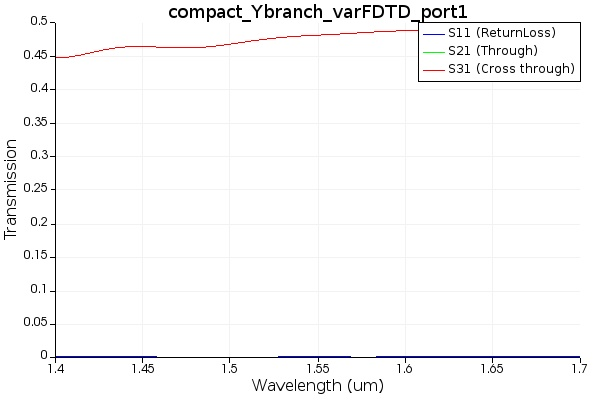 compact_Ybranch_varFDTD_port1
S11 (ReturnLoss)
S21 (Through)
S31 (Cross through)
0.5
0.45
0.4
0.35
0.3
0.25
0.2
0.15
0.1
0.05
0
Transmission
1.4 1.45 1.5 1.55 1.6 1.65 1.7
Wavelength (um)